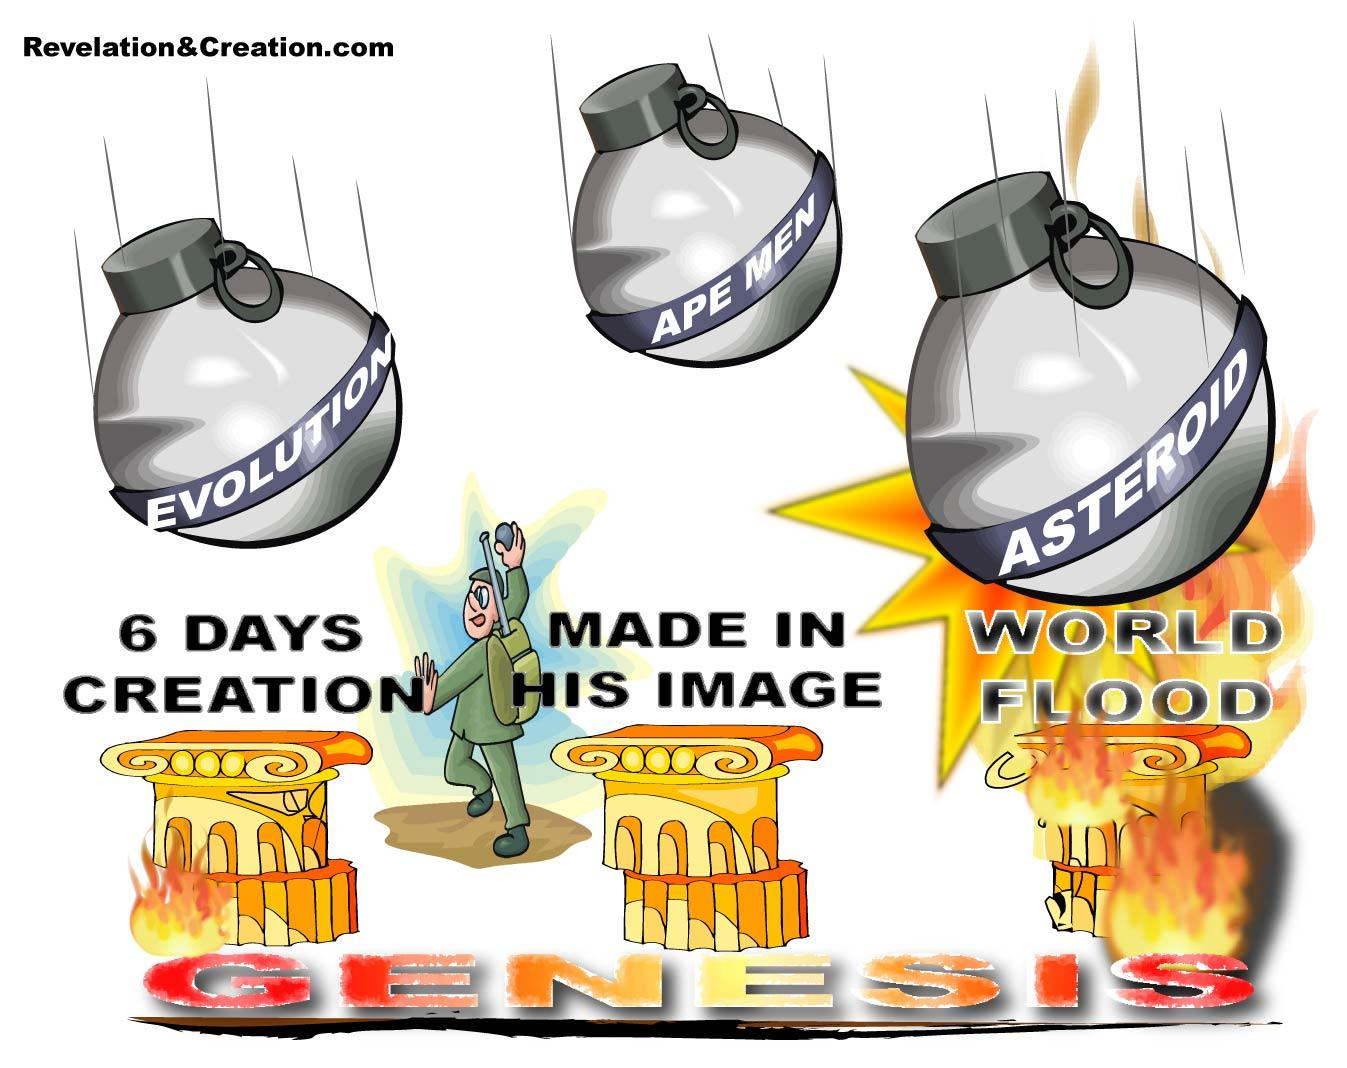 Revelation&Creation.com
EVOLUTION
APE MEN
ASTEROID
6 DAYS
CREATION
MADE IN
HIS IMAGE
WORLD
FLOOD
GENESIS